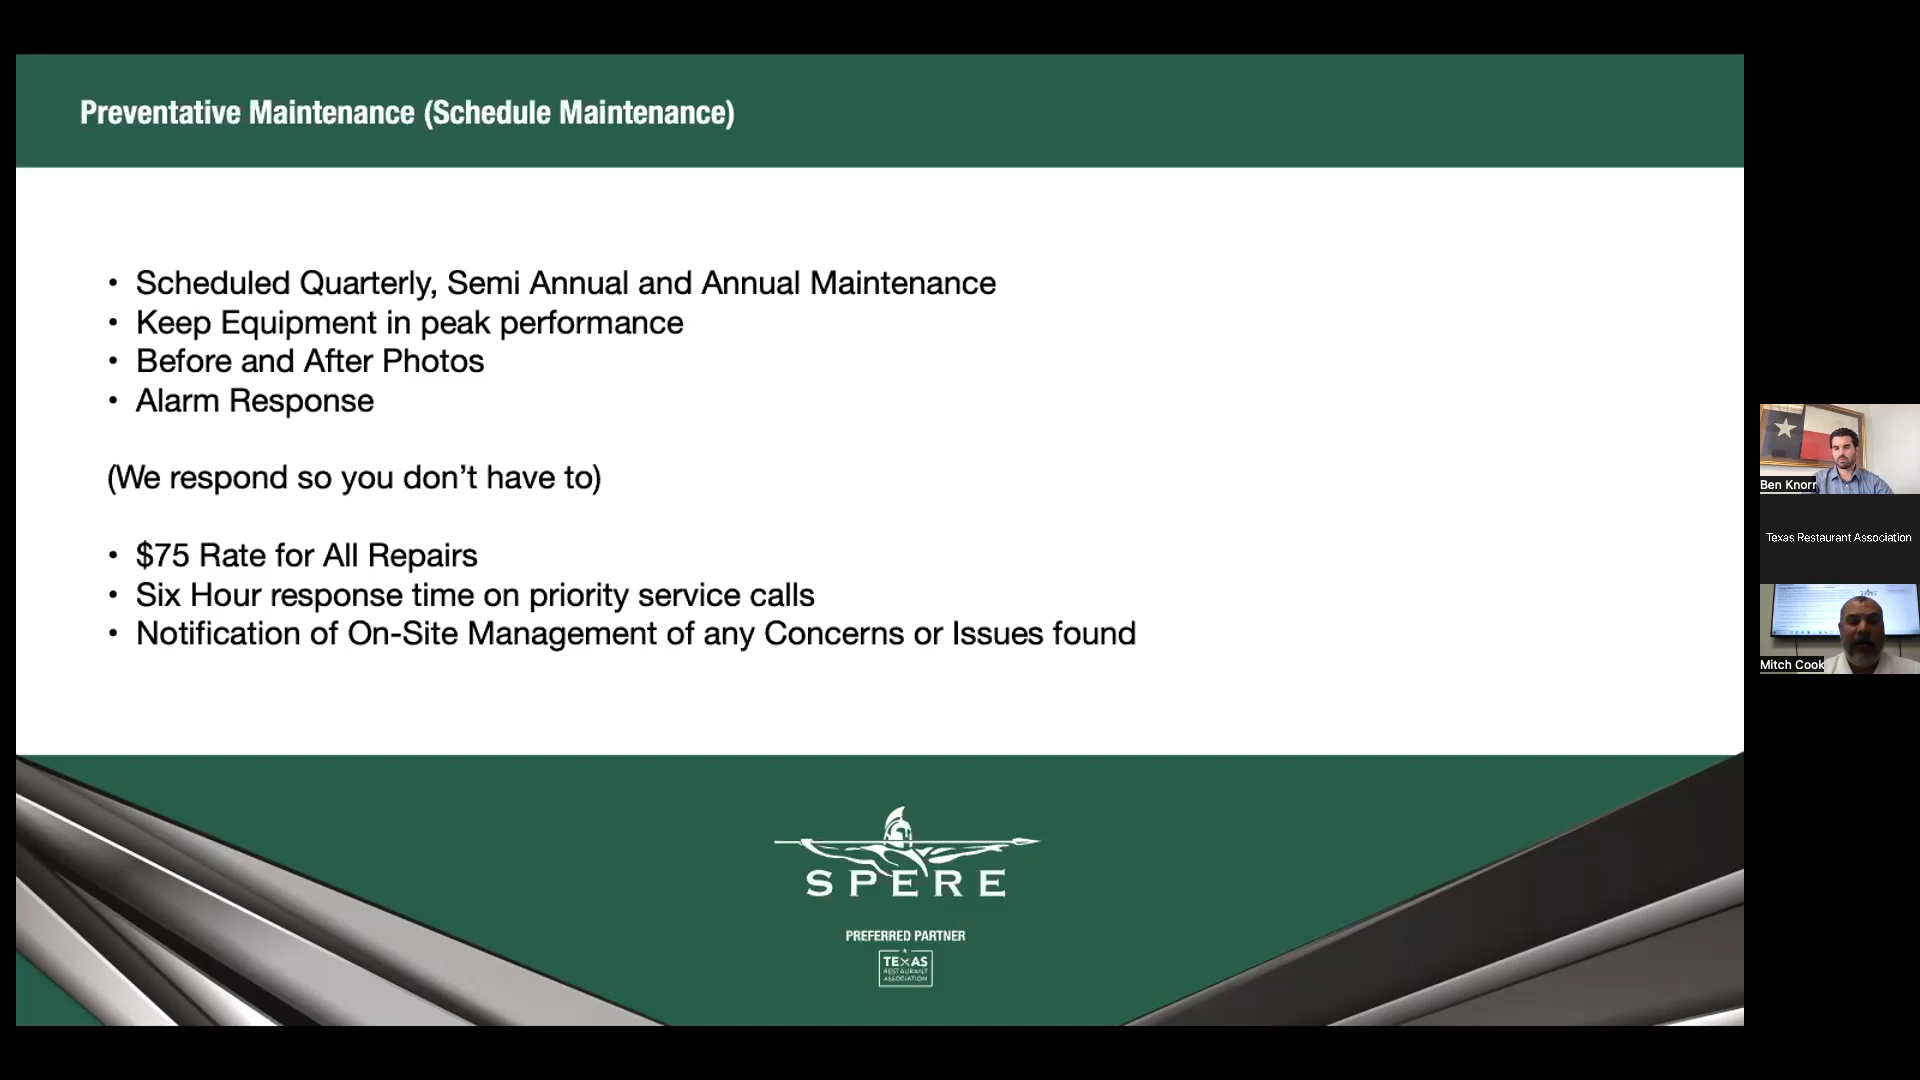 Preventative Maintenance (Schedule Maintenance)
• Scheduled Quarterly, Semi Annual and Annual Maintenance
• Keep Equipment in peak performance
• Before and After Photos
• Alarm Response
(We respond so you don’t have to)
• $75 Rate for All Repairs
• Six Hour response time on priority service calls
• Notification of On-Site Management of any Concerns or Issues found
SPERE
PREFERRED PARTNER
TEXAS
RESTAURANT
ASSOCIATION
Ben Knorr
Texas Restaurant Association
Mitch Cook